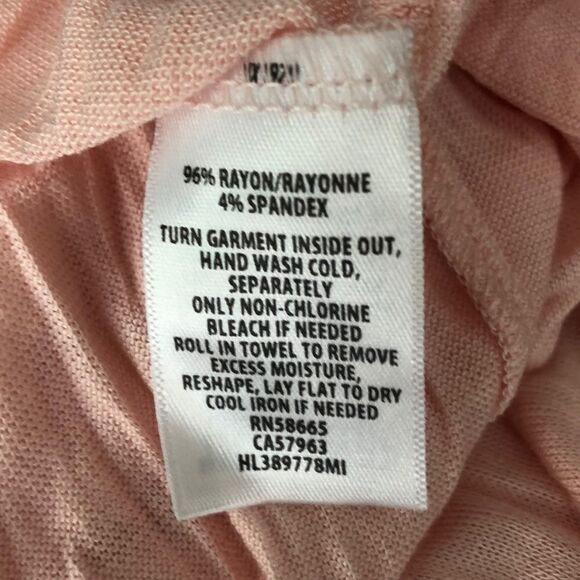 96% RAYON/RAYONNE
4% SPANDEX
TURN GARMENT INSIDE OUT,
HAND WASH COLD,
SEPARATELY
ONLY NON-CHLORINE
BLEACH IF NEEDED
ROLL IN TOWEL TO REMOVE
EXCESS MOISTURE,
RESHAPE, LAY FLAT TO DRY
COOL IRON IF NEEDED
RN58665
CA57963
HL389778MI